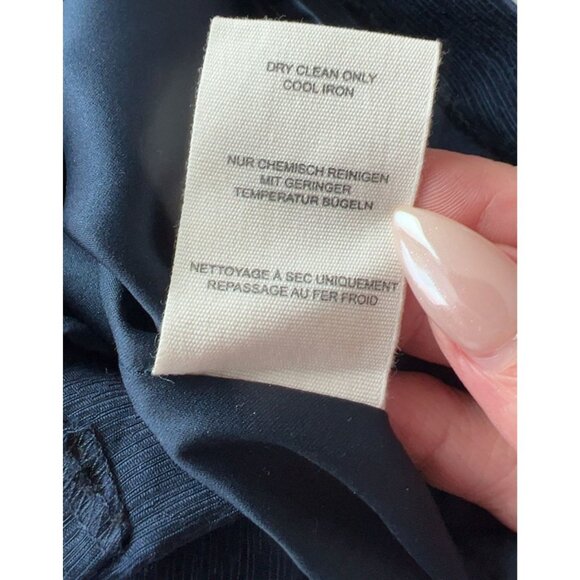 DRY CLEAN ONLY
COOL IRON
NUR CHEMISCH REINIGEN
MIT GERINGER
TEMPERATUR BÜGELN
NETTOYAGE À SEC UNIQUEMENT
REPASSAGE AU FER FROID